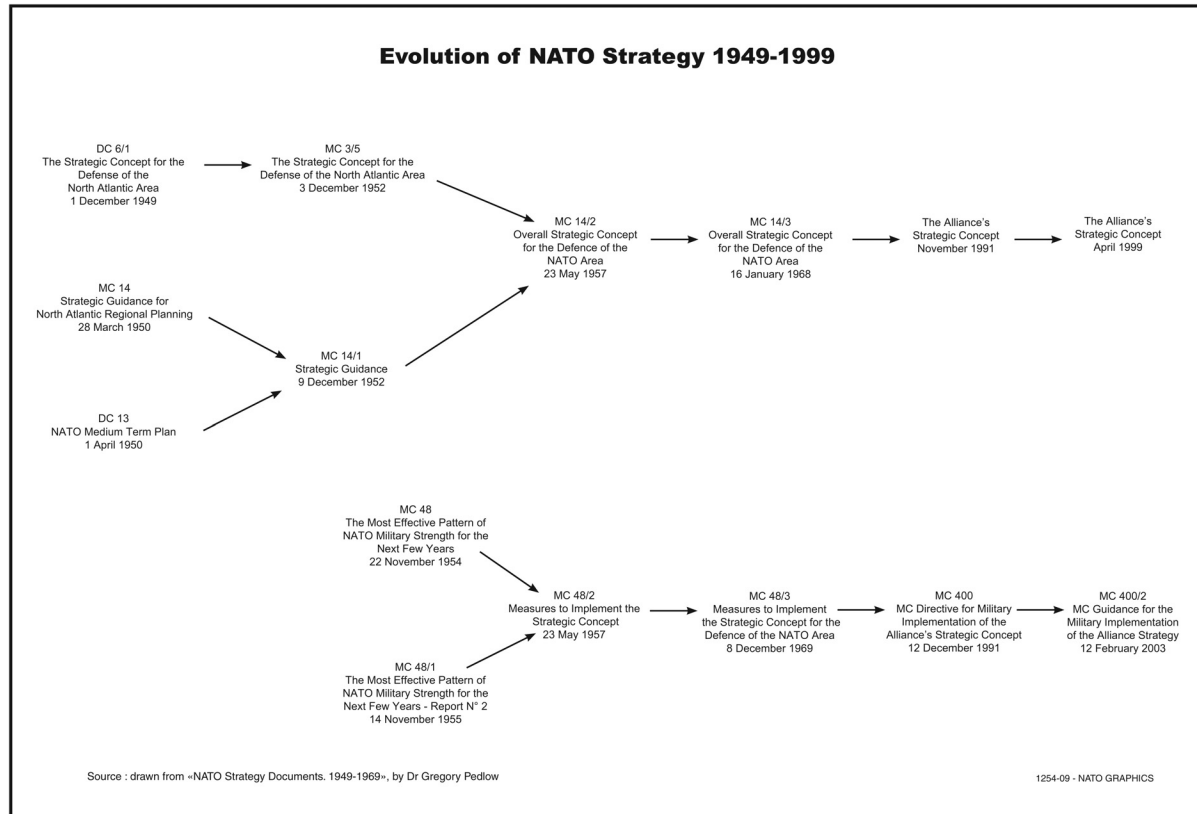 Evolution of NATO Strategy 1949-1999
DC 6/1
The Strategic Concept for the
Defense of the
North Atlantic Area
1 December 1949
MC 3/5
The Strategic Concept for the
Defense of the North Atlantic Area
3 December 1952
MC 14/2
Overall Strategic Concept
for the Defence of the
NATO Area
23 May 1957
MC 14/3
Overall Strategic Concept
for the Defence of the
NATO Area
16 January 1968
The Alliance's
Strategic Concept
November 1991
The Alliance's
Strategic Concept
April 1999
MC 14
Strategic Guidance for
North Atlantic Regional Planning
28 March 1950
MC 14/1
Strategic Guidance
9 December 1952
DC 13
NATO Medium Term Plan
1 April 1950
MC 48
The Most Effective Pattern of
NATO Military Strength for the
Next Few Years
22 November 1954
MC 48/2
Measures to Implement the
Strategic Concept
23 May 1957
MC 48/3
Measures to Implement
the Strategic Concept for the
Defence of the NATO Area
8 December 1969
MC 400
MC Directive for Military
Implementation of the
Alliance's Strategic Concept
12 December 1991
MC 400/2
MC Guidance for the
Military Implementation
of the Alliance Strategy
12 February 2003
MC 48/1
The Most Effective Pattern of
NATO Military Strength for the
Next Few Years - Report N° 2
14 November 1955
Source : drawn from «NATO Strategy Documents. 1949-1969», by Dr Gregory Pedlow
1254-09 - NATO GRAPHICS